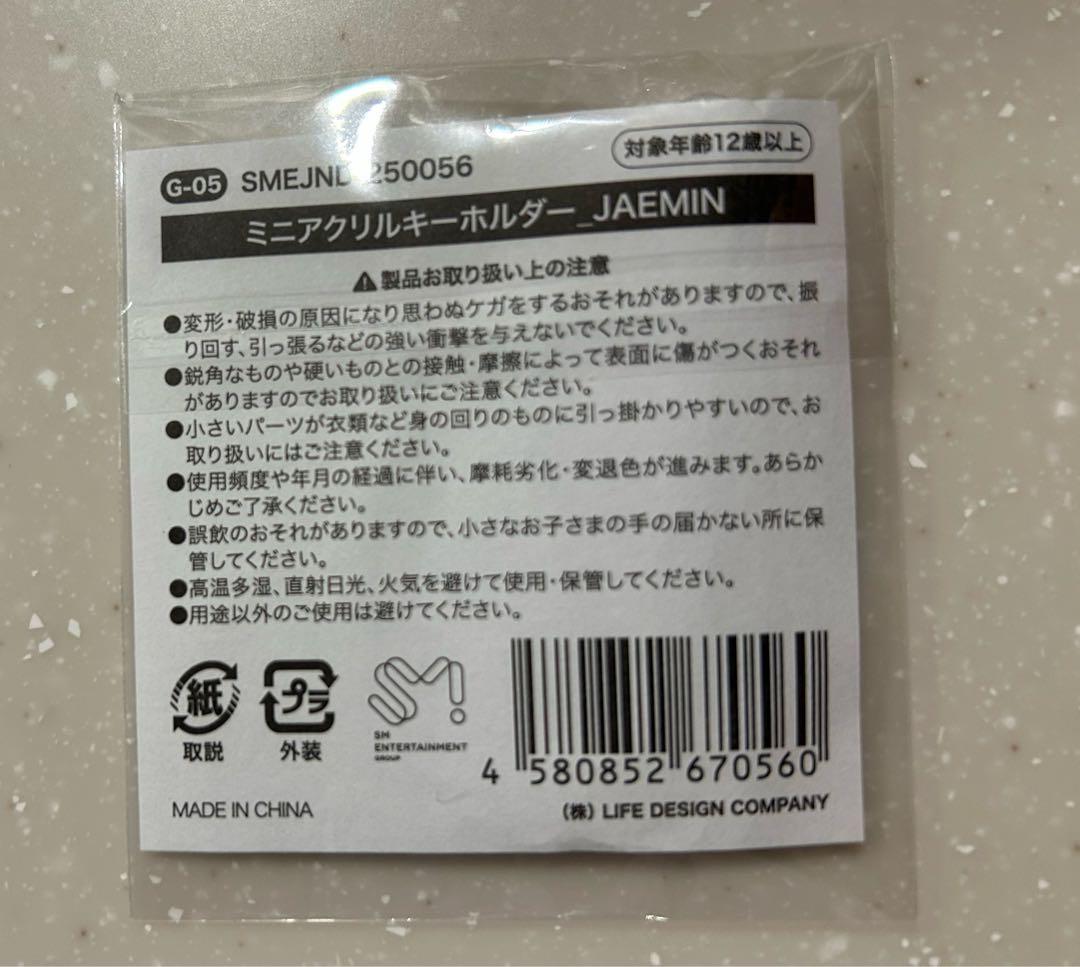 対象年齢12歳以上
G-05 SMEJND-250056
ミニアクリルキーホルダー_JAEMIN
製品お取り扱い上の注意
●変形・破損の原因になり思わぬケガをするおそれがありますので、振
り回す、引っ張るなどの強い衝撃を与えないでください。
●鋭角なものや硬いものとの接触・摩擦によって表面に傷がつくおそれ
がありますのでお取り扱いにご注意ください。
●小さいパーツが衣類など身の回りのものに引っ掛かりやすいので、お
取り扱いにはご注意ください。
●使用頻度や年月の経過に伴い、摩耗劣化・変退色が進みます。あらか
じめご了承ください。
●誤飲のおそれがありますので、小さなお子さまの手の届かない所に保
管してください。
●高温多湿、直射日光、火気を避けて使用・保管してください。
●用途以外のご使用は避けてください。
紙
取説
プラ
外装
SM!
SM
ENTERTAINMENT
GROUP
4 580852 670560
MADE IN CHINA
(株) LIFE DESIGN COMPANY